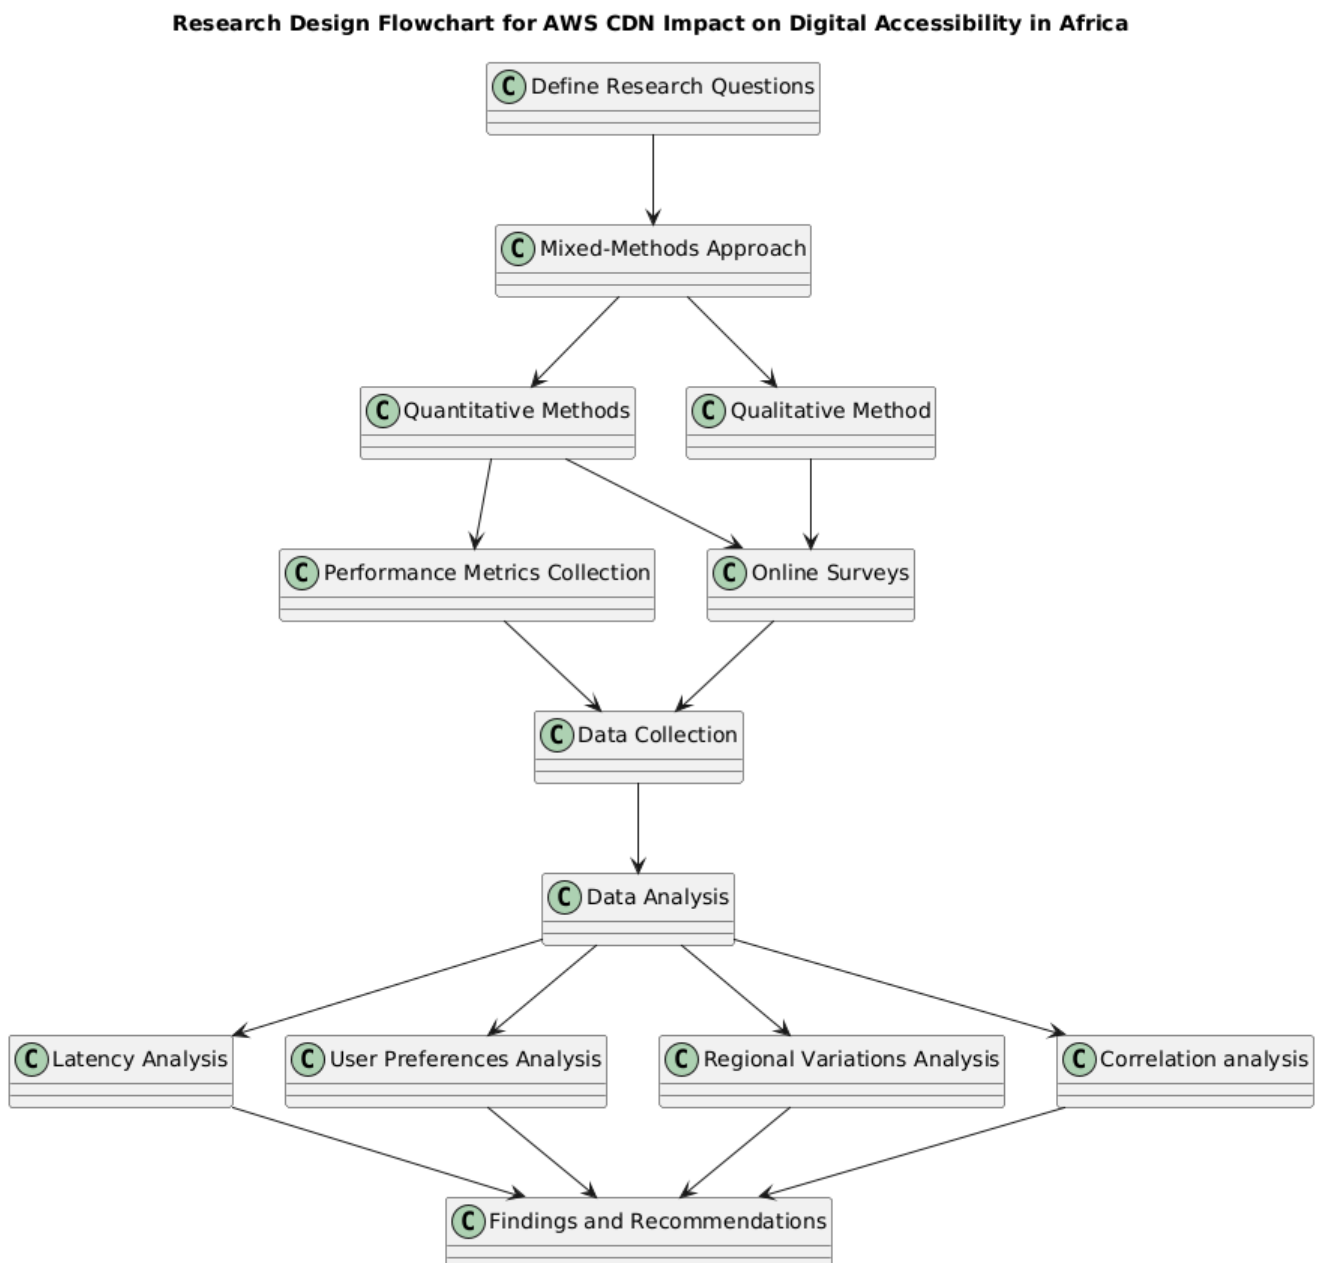 Research Design Flowchart for AWS CDN Impact on Digital Accessibility in Africa
C Define Research Questions
C Mixed-Methods Approach
C Quantitative Methods
C Qualitative Method
C Performance Metrics Collection
C Online Surveys
C Data Collection
C Data Analysis
C Latency Analysis
C User Preferences Analysis
C Regional Variations Analysis
C Correlation analysis
C Findings and Recommendations